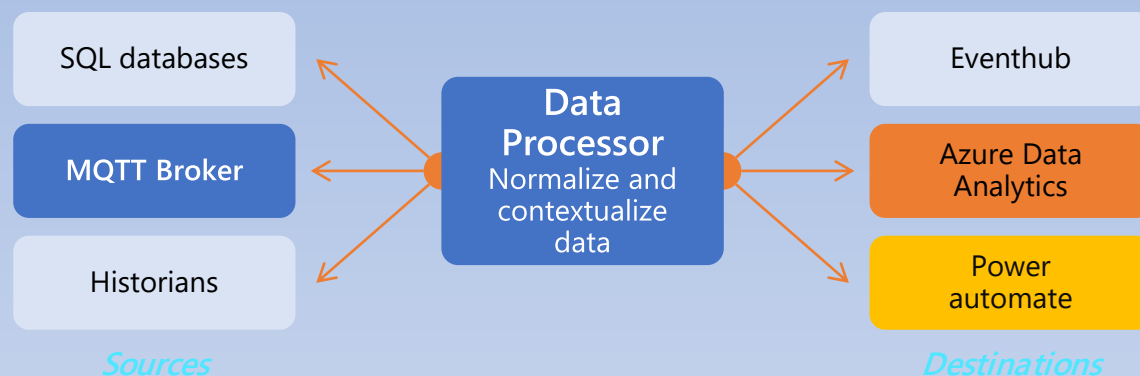 SQL databases
MQTT Broker
Historians
Sources
Data
Processor
Normalize and
contextualize
data
Eventhub
Azure Data
Analytics
Power
automate
Destinations